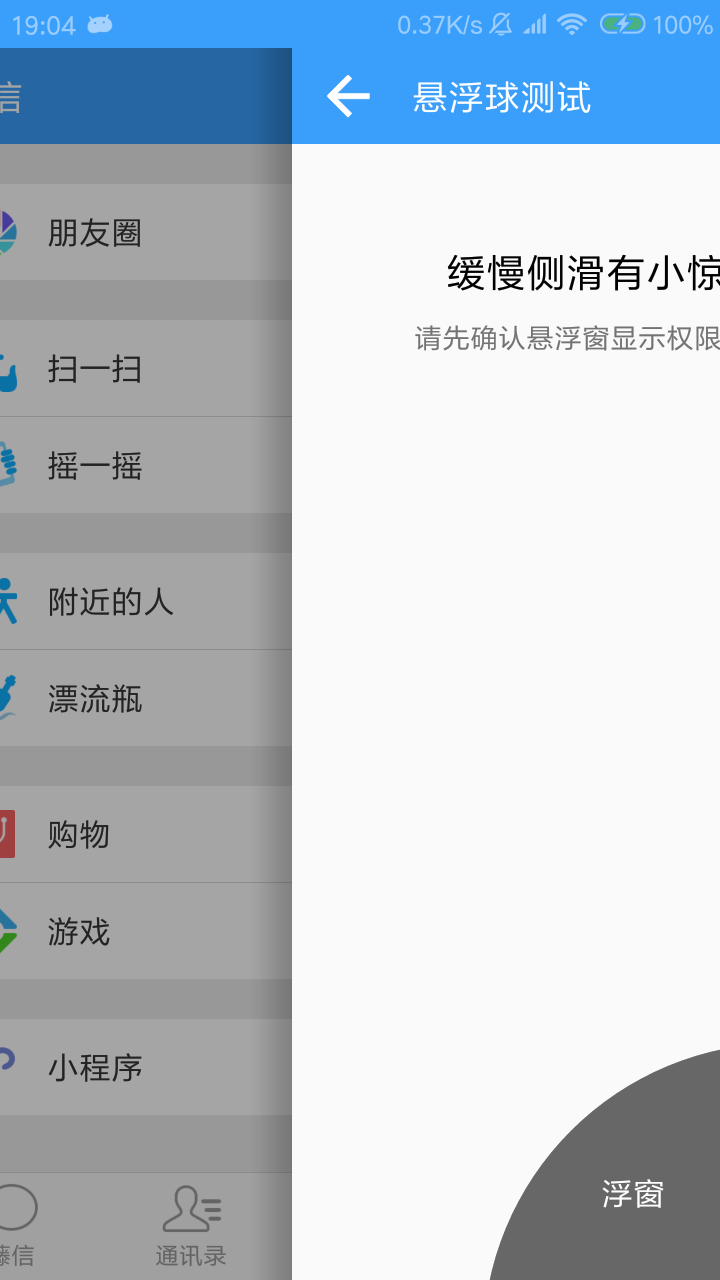 19:04 0.37K/s 100%
信
悬浮球测试
朋友圈
缓慢侧滑有小惊
请先确认悬浮窗显示权限
扫一扫
摇一摇
附近的人
漂流瓶
购物
游戏
小程序
浮窗
信
通讯录